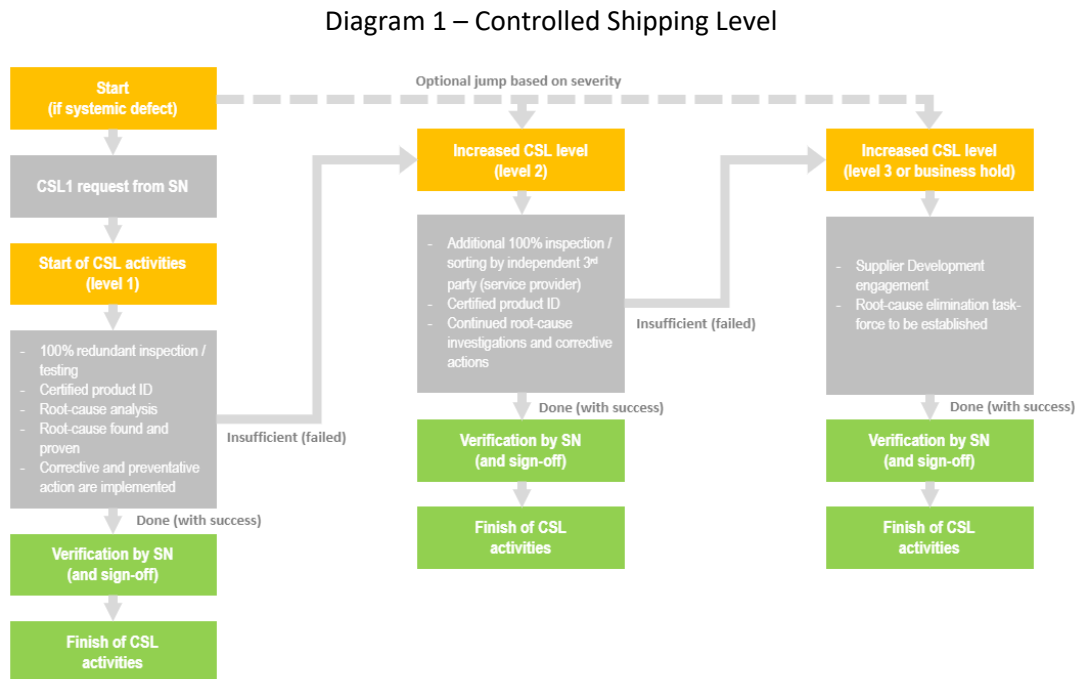 Diagram 1 – Controlled Shipping Level
Optional jump based on severity
Start
(if systemic defect)
CSL1 request from SN
Start of CSL activities
(level 1)
- 100% redundant inspection /
testing
- Certified product ID
- Root-cause analysis
- Root-cause found and
proven
- Corrective and preventative
action are implemented
Insufficient (failed)
Done (with success)
Verification by SN
(and sign-off)
Finish of CSL
activities
Increased CSL level
(level 2)
- Additional 100% inspection /
sorting by independent 3rd
party (service provider)
- Certified product ID
- Continued root-cause
investigations and corrective
actions
Insufficient (failed)
Done (with success)
Verification by SN
(and sign-off)
Finish of CSL
activities
Increased CSL level
(level 3 or business hold)
- Supplier Development
engagement
- Root-cause elimination task-
force to be established
Done (with success)
Verification by SN
(and sign-off)
Finish of CSL
activities